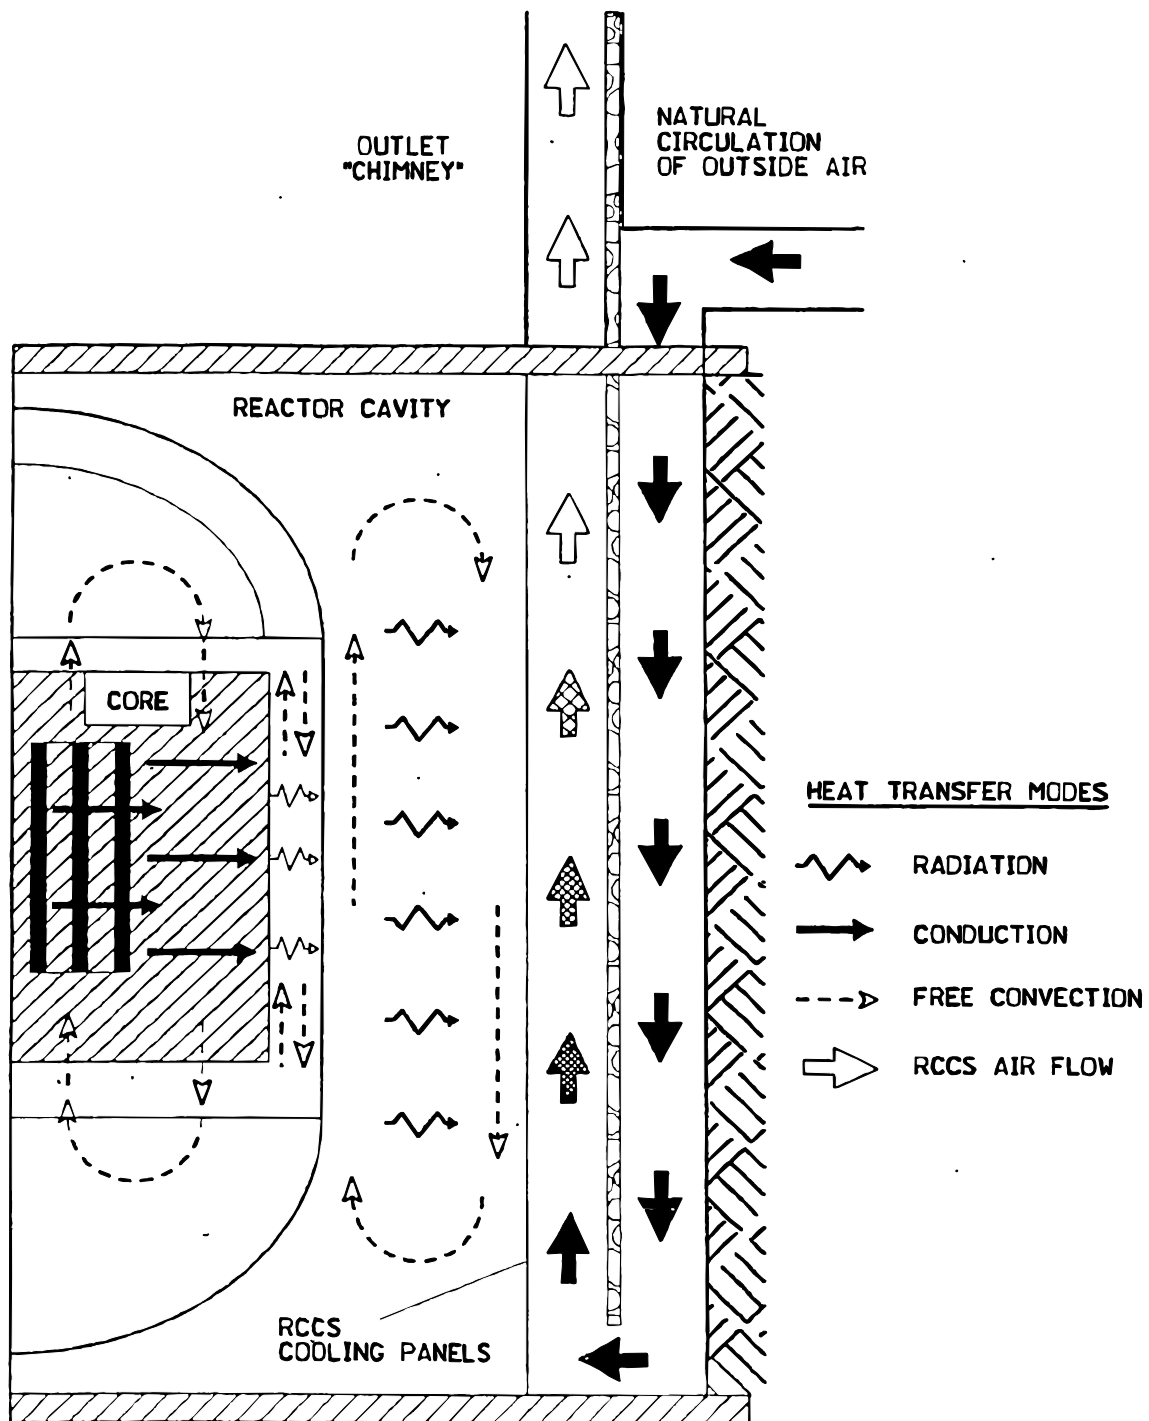 OUTLET
"CHIMNEY"
NATURAL
CIRCULATION
OF OUTSIDE AIR
REACTOR CAVITY
CORE
HEAT TRANSFER MODES
RADIATION
CONDUCTION
FREE CONVECTION
RCCS AIR FLOW
RCCS
COOLING PANELS